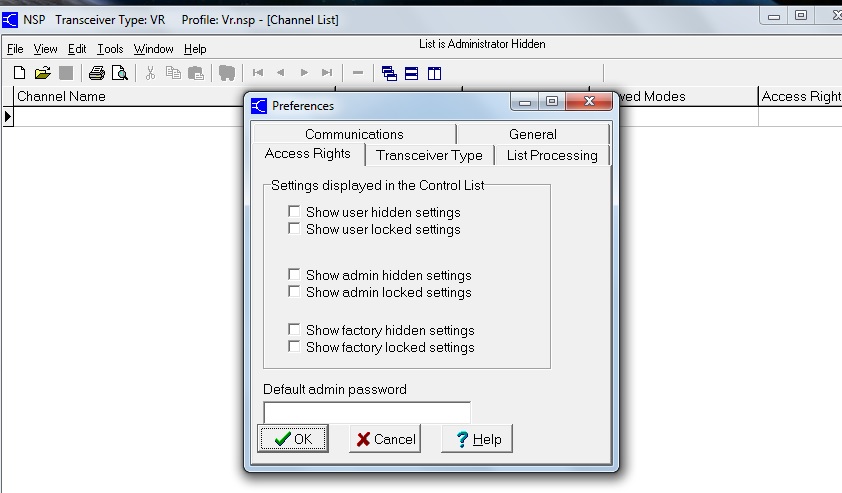 NSP Transceiver Type: VR Profile: Vr.nsp - [Channel List]
File View Edit Tools Window Help
List is Administrator Hidden
Channel Name
wed Modes
Access Right
Preferences
Communications General
Access Rights Transceiver Type List Processing
Settings displayed in the Control List
Show user hidden settings
Show user locked settings
Show admin hidden settings
Show admin locked settings
Show factory hidden settings
Show factory locked settings
Default admin password
OK Cancel Help